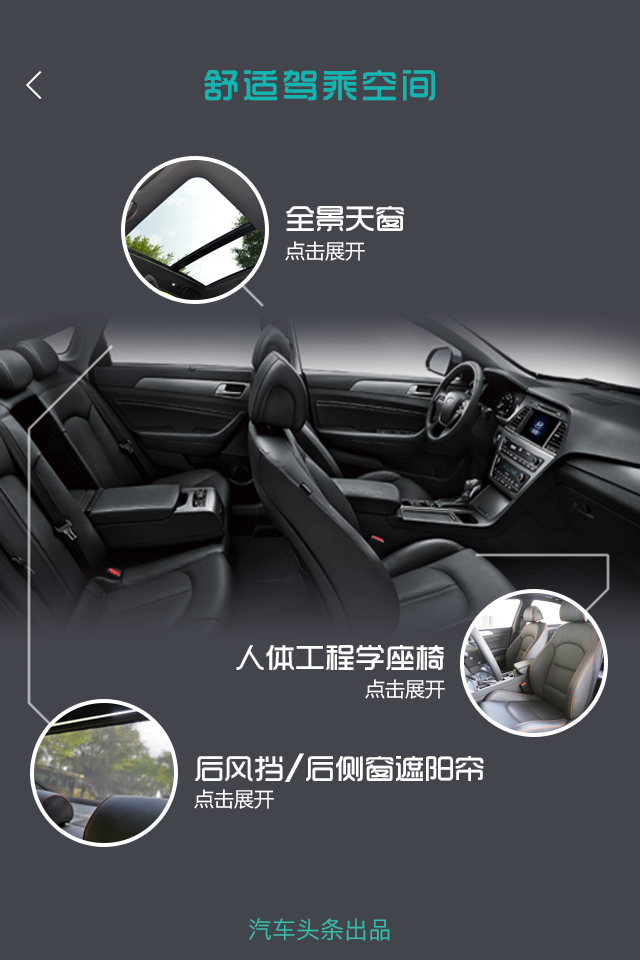 舒适驾乘空间
全景天窗
点击展开
人体工程学座椅
点击展开
后风挡/后侧窗遮阳帘
点击展开
汽车头条出品